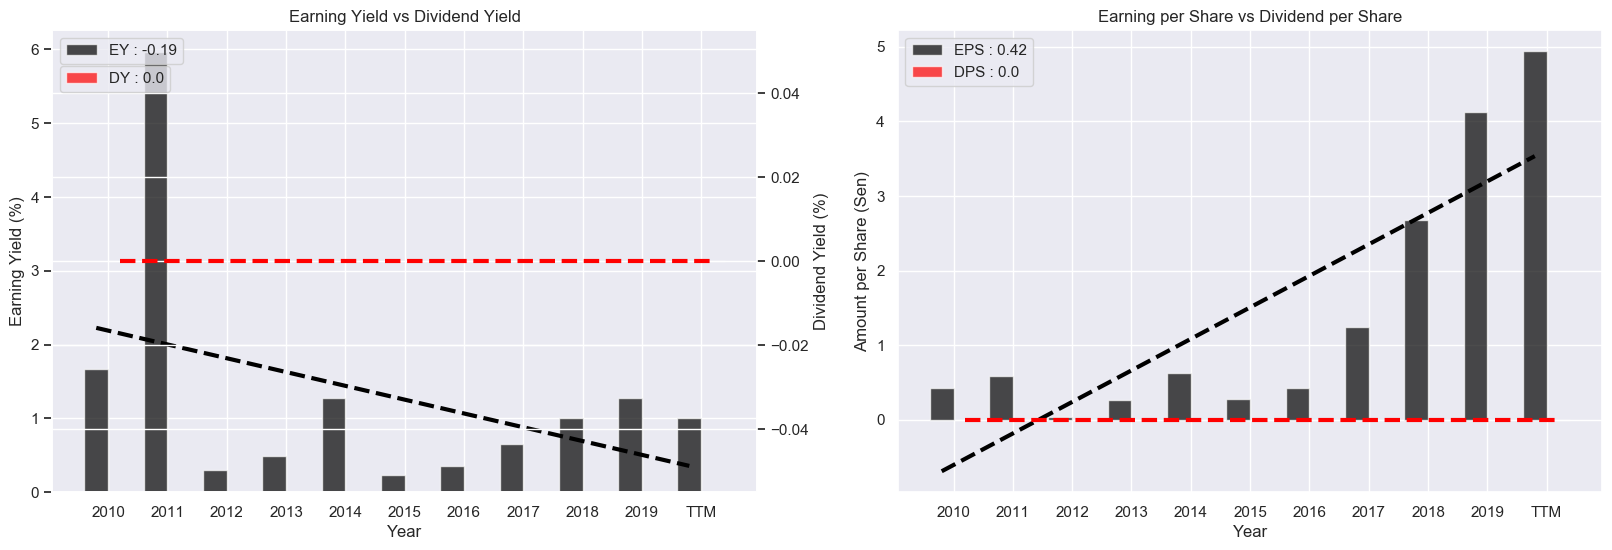 Earning Yield vs Dividend Yield
EY : -0.19
DY : 0.0
6
5
4
3
2
1
0
Earning Yield (%)
0.04
0.02
0.00
−0.02
−0.04
Dividend Yield (%)
2010 2011 2012 2013 2014 2015 2016 2017 2018 2019 TTM
Year
Earning per Share vs Dividend per Share
EPS : 0.42
DPS : 0.0
5
4
3
2
1
0
Amount per Share (Sen)
2010 2011 2012 2013 2014 2015 2016 2017 2018 2019 TTM
Year